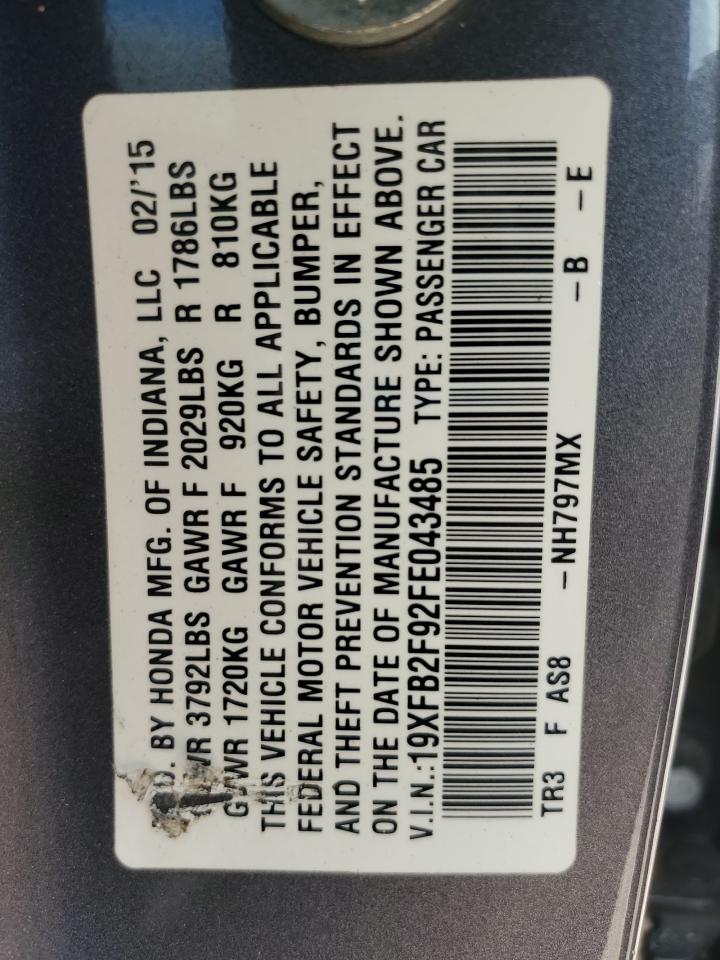 BY HONDA MFG. OF INDIANA, LLC 02/'15
3792LBS GAWR F 2029LBS R 1786LBS
GVWR 1720KG GAWR F 920KG R 810KG
THIS VEHICLE CONFORMS TO ALL APPLICABLE
FEDERAL MOTOR VEHICLE SAFETY, BUMPER,
AND THEFT PREVENTION STANDARDS IN EFFECT
ON THE DATE OF MANUFACTURE SHOWN ABOVE.
V.I.N.:19XFB2F92FE043485 TYPE: PASSENGER CAR
TR3 F AS8 -NH797MX -B -E